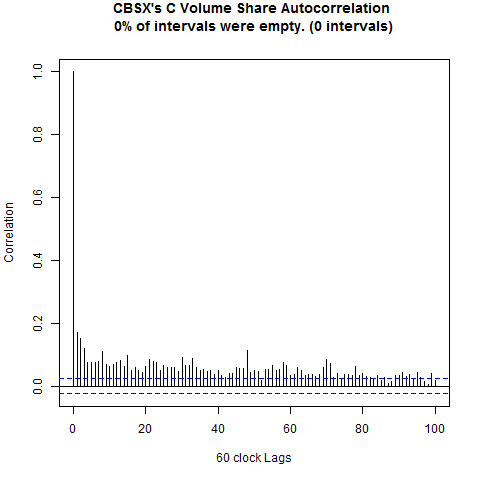 CBSX's C Volume Share Autocorrelation
0% of intervals were empty. (0 intervals)
1.0
0.8
0.6
0.4
0.2
0.0
Correlation
0 20 40 60 80 100
60 clock Lags